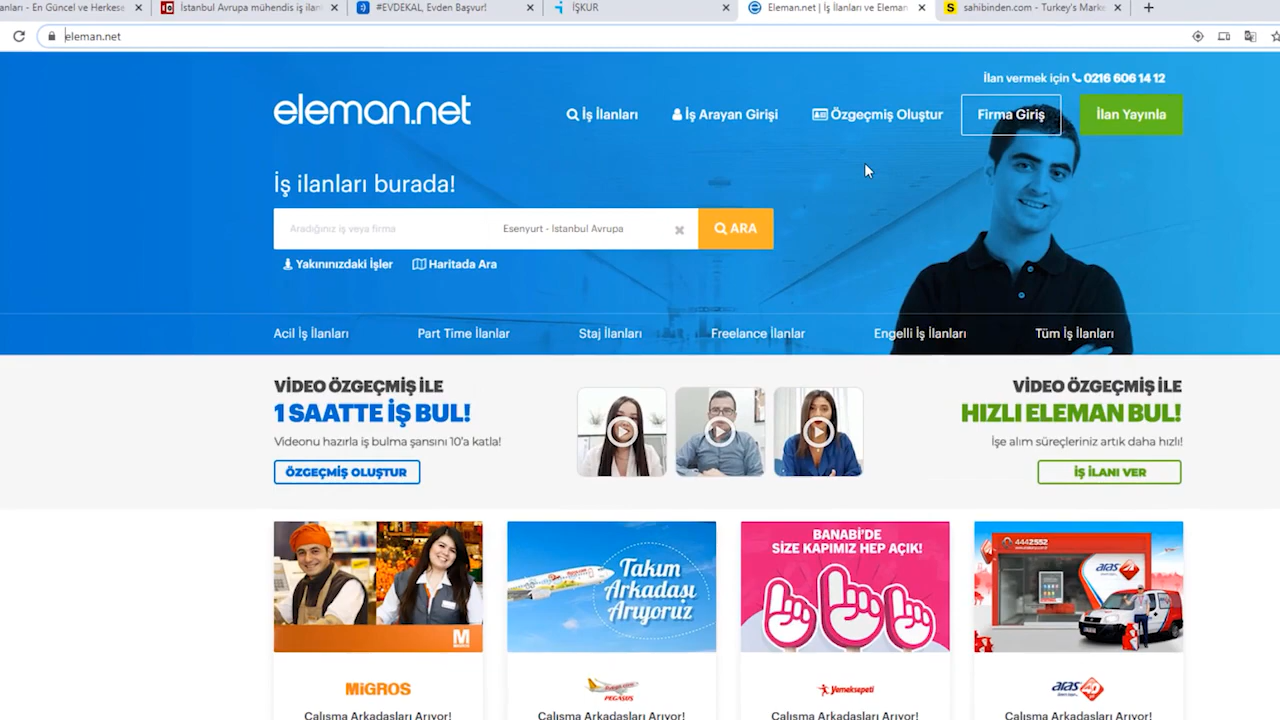 anları - En Güncel ve Herkese
İstanbul Avrupa mühendis iş ilan
#EVDEKAL, Evden Başvur!
İŞKUR
Eleman.net | İş İlanları ve Eleman
sahibinden.com - Turkey's Marke
eleman.net
İlan vermek için 0216 606 14 12
eleman.net
İş İlanları
İş Arayan Girişi
Özgeçmiş Oluştur
Firma Giriş
İlan Yayınla
İş ilanları burada!
Aradığınız iş veya firma
Esenyurt - İstanbul Avrupa
ARA
Yakınınızdaki İşler
Haritada Ara
Acil İş İlanları
Part Time İlanlar
Staj İlanları
Freelance İlanlar
Engelli İş İlanları
Tüm İş İlanları
VİDEO ÖZGEÇMİŞ İLE
1 SAATTE İŞ BUL!
Videonu hazırla iş bulma şansını 10'a katla!
ÖZGEÇMİŞ OLUŞTUR
VİDEO ÖZGEÇMİŞ İLE
HIZLI ELEMAN BUL!
İşe alım süreçleriniz artık daha hızlı!
İŞ İLANI VER
M
MİGROS
Takım
Arkadaşı
Arıyoruz
BANABİ'DE
SİZE KAPIMIZ HEP AÇIK!
444 2552
aras
MiGROS
PEGASUS
Yemeksepeti
aras
Çalışma Arkadaşları Arıyor!
Çalışma Arkadaşları Arıyor!
Çalışma Arkadaşları Arıyor!
Çalışma Arkadaşları Arıyor!